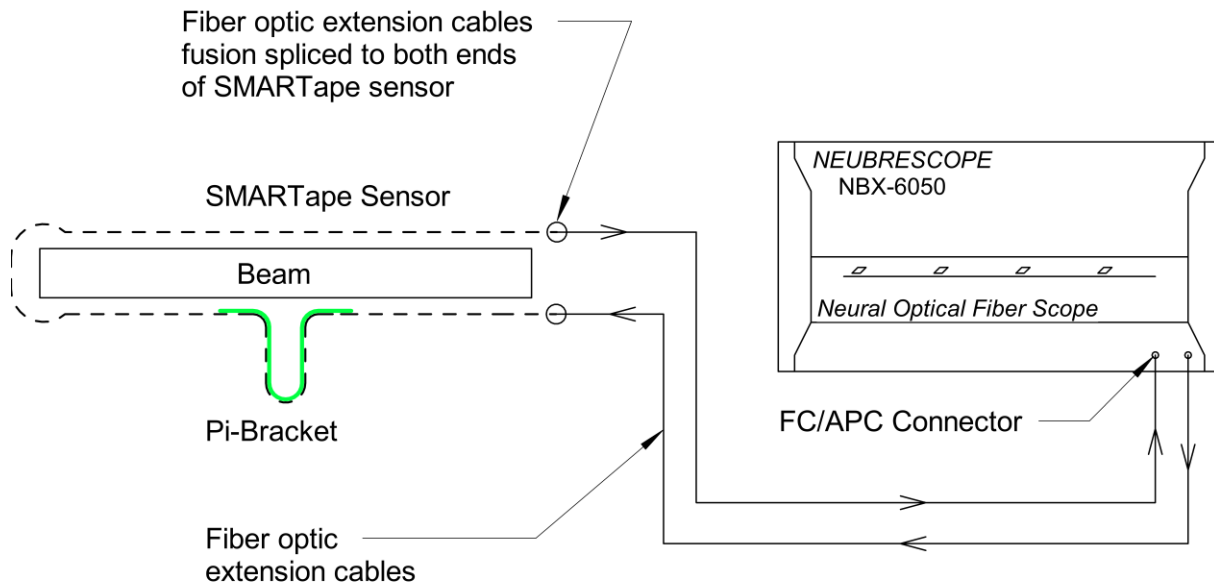 Fiber optic extension cables
fusion spliced to both ends
of SMARTape sensor
NEUBRESCOPE
NBX-6050
SMARTape Sensor
Beam
Neural Optical Fiber Scope
Pi-Bracket
FC/APC Connector
Fiber optic
extension cables